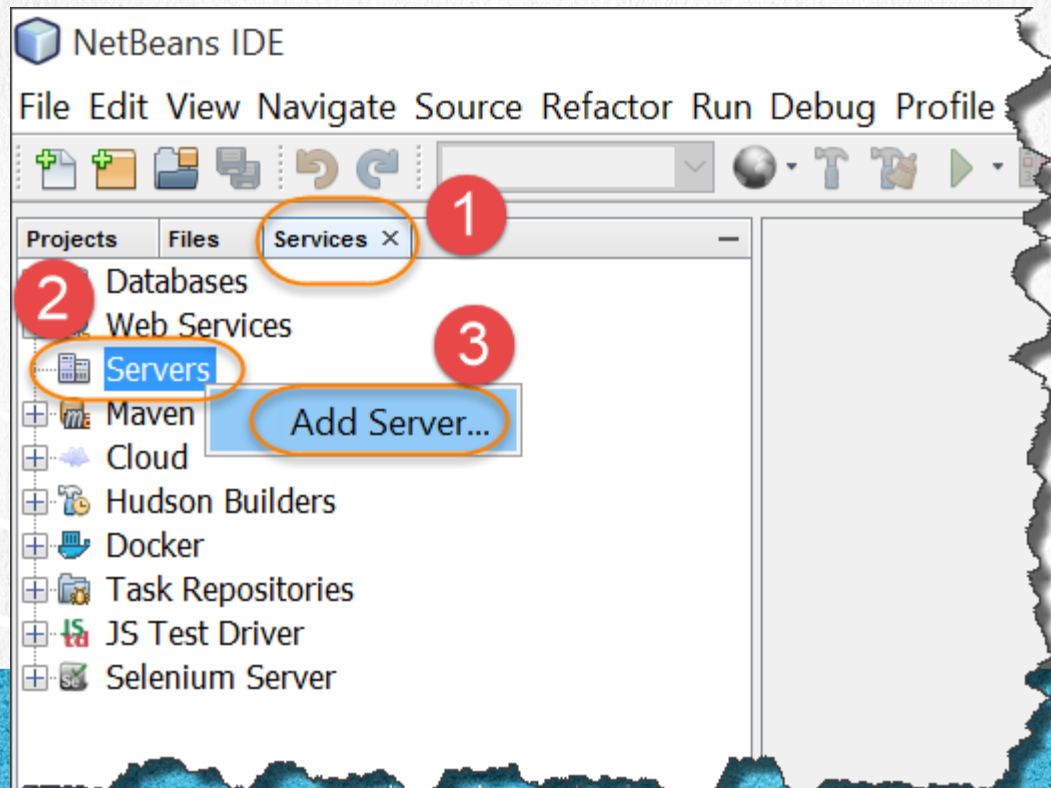 NetBeans IDE
File Edit View Navigate Source Refactor Run Debug Profile
1
Projects Files Services
2
Databases
Web Services
3
Servers
Maven
Add Server...
Cloud
Hudson Builders
Docker
Task Repositories
JS Test Driver
Selenium Server